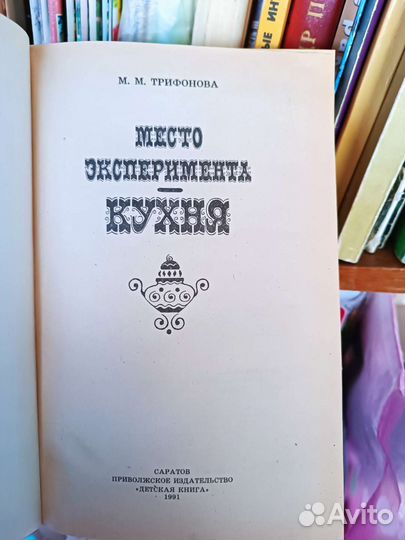 М. М. ТРИФОНОВА
МЕСТО
ЭКСПЕРИМЕНТА —
КУХНЯ
САРАТОВ
ПРИВОЛЖСКОЕ ИЗДАТЕЛЬСТВО
«ДЕТСКАЯ КНИГА»
1991
Avito